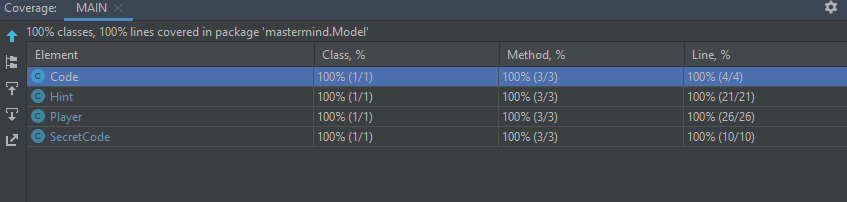 Coverage: MAIN ×
100% classes, 100% lines covered in package 'mastermind.Model'
Element Class, % Method, % Line, %
C Code 100% (1/1) 100% (3/3) 100% (4/4)
C Hint 100% (1/1) 100% (3/3) 100% (21/21)
C Player 100% (1/1) 100% (3/3) 100% (26/26)
C SecretCode 100% (1/1) 100% (3/3) 100% (10/10)